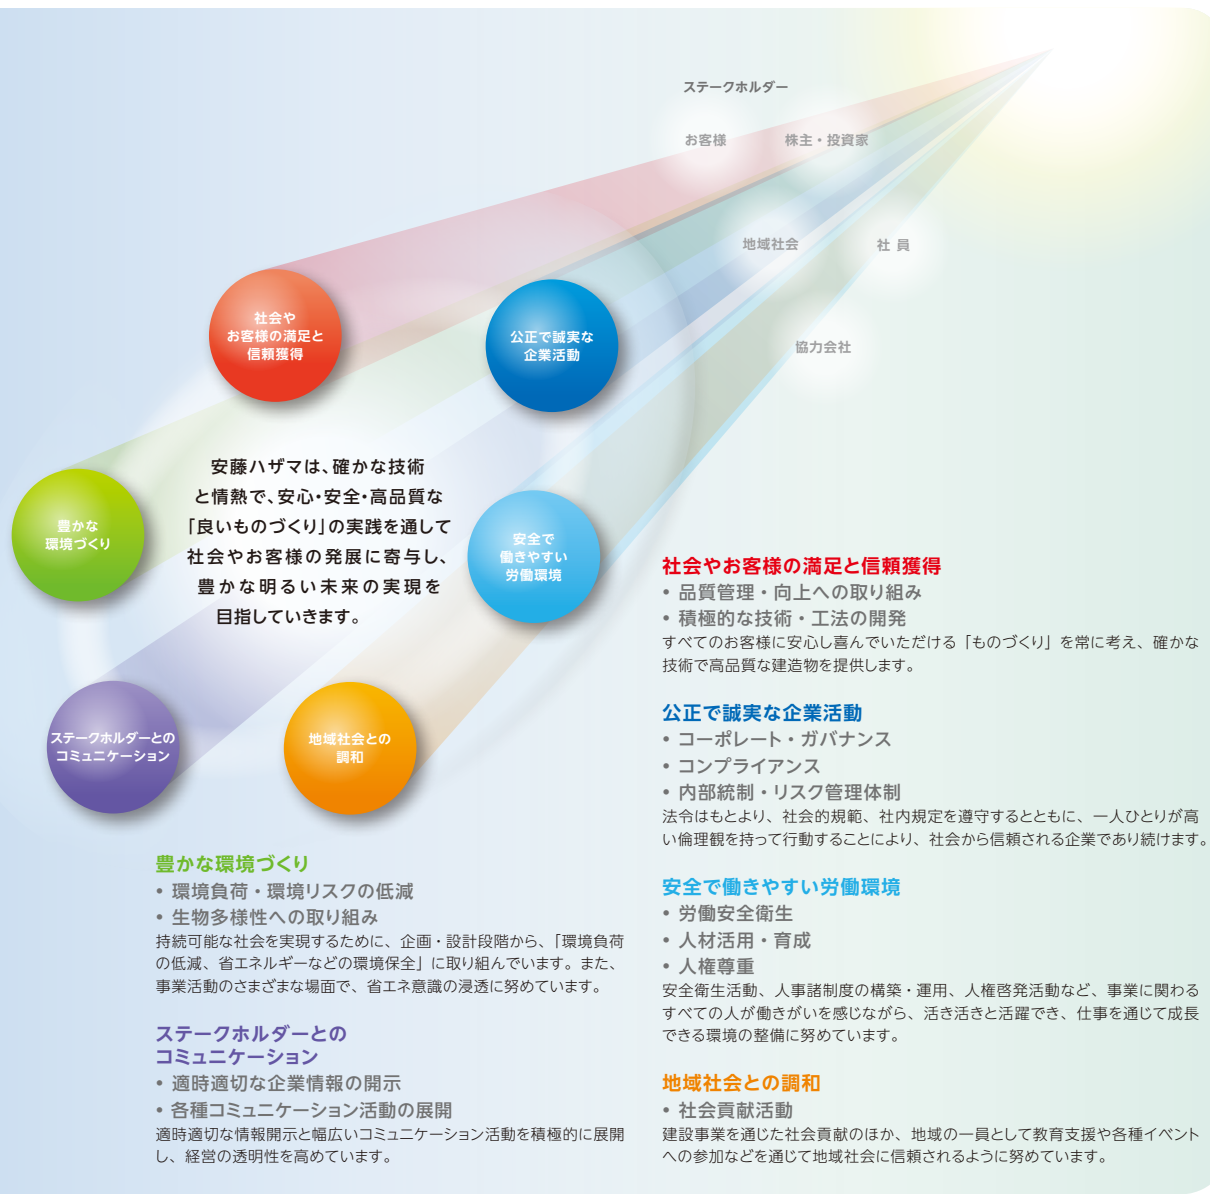 ステークホルダー
お客様
株主・投資家
地域社会
社 員
協力会社
社会や
お客様の満足と
信頼獲得
公正で誠実な
企業活動
豊かな
環境づくり
安全で
働きやすい
労働環境
ステークホルダーとの
コミュニケーション
地域社会との
調和
安藤ハザマは、確かな技術
と情熱で、安心・安全・高品質な
「良いものづくり」の実践を通して
社会やお客様の発展に寄与し、
豊かな明るい未来の実現を
目指していきます。
豊かな環境づくり
• 環境負荷・環境リスクの低減
• 生物多様性への取り組み
持続可能な社会を実現するために、企画・設計段階から、「環境負荷
の低減、省エネルギーなどの環境保全」に取り組んでいます。また、
事業活動のさまざまな場面で、省エネ意識の浸透に努めています。
ステークホルダーとの
コミュニケーション
• 適時適切な企業情報の開示
• 各種コミュニケーション活動の展開
適時適切な情報開示と幅広いコミュニケーション活動を積極的に展開
し、経営の透明性を高めています。
社会やお客様の満足と信頼獲得
• 品質管理・向上への取り組み
• 積極的な技術・工法の開発
すべてのお客様に安心し喜んでいただける「ものづくり」を常に考え、確かな
技術で高品質な建造物を提供します。
公正で誠実な企業活動
• コーポレート・ガバナンス
• コンプライアンス
• 内部統制・リスク管理体制
法令はもとより、社会的規範、社内規定を遵守するとともに、一人ひとりが高
い倫理観を持って行動することにより、社会から信頼される企業であり続けます。
安全で働きやすい労働環境
• 労働安全衛生
• 人材活用・育成
• 人権尊重
安全衛生活動、人事諸制度の構築・運用、人権啓発活動など、事業に関わる
すべての人が働きがいを感じながら、活き活きと活躍でき、仕事を通じて成長
できる環境の整備に努めています。
地域社会との調和
• 社会貢献活動
建設事業を通じた社会貢献のほか、地域の一員として教育支援や各種イベント
への参加などを通じて地域社会に信頼されるように努めています。